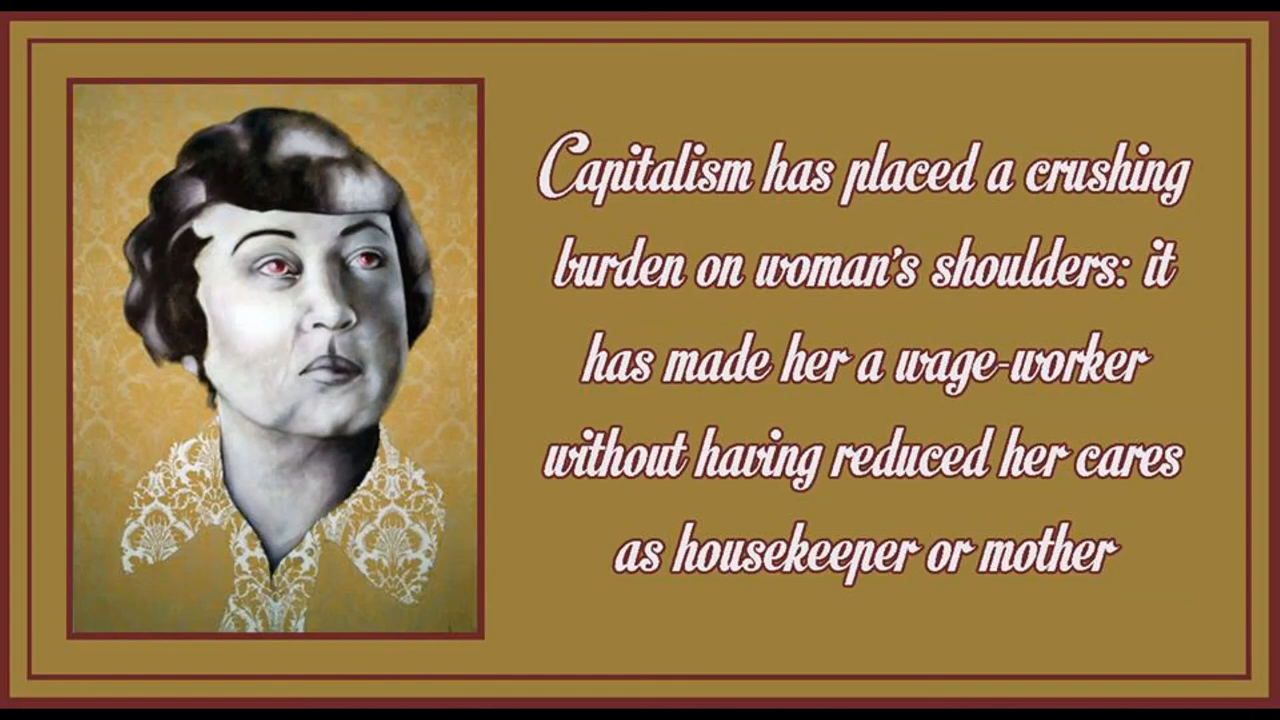 Capitalism has placed a crushing
burden on woman's shoulders: it
has made her a wage-worker
without having reduced her cares
as housekeeper or mother